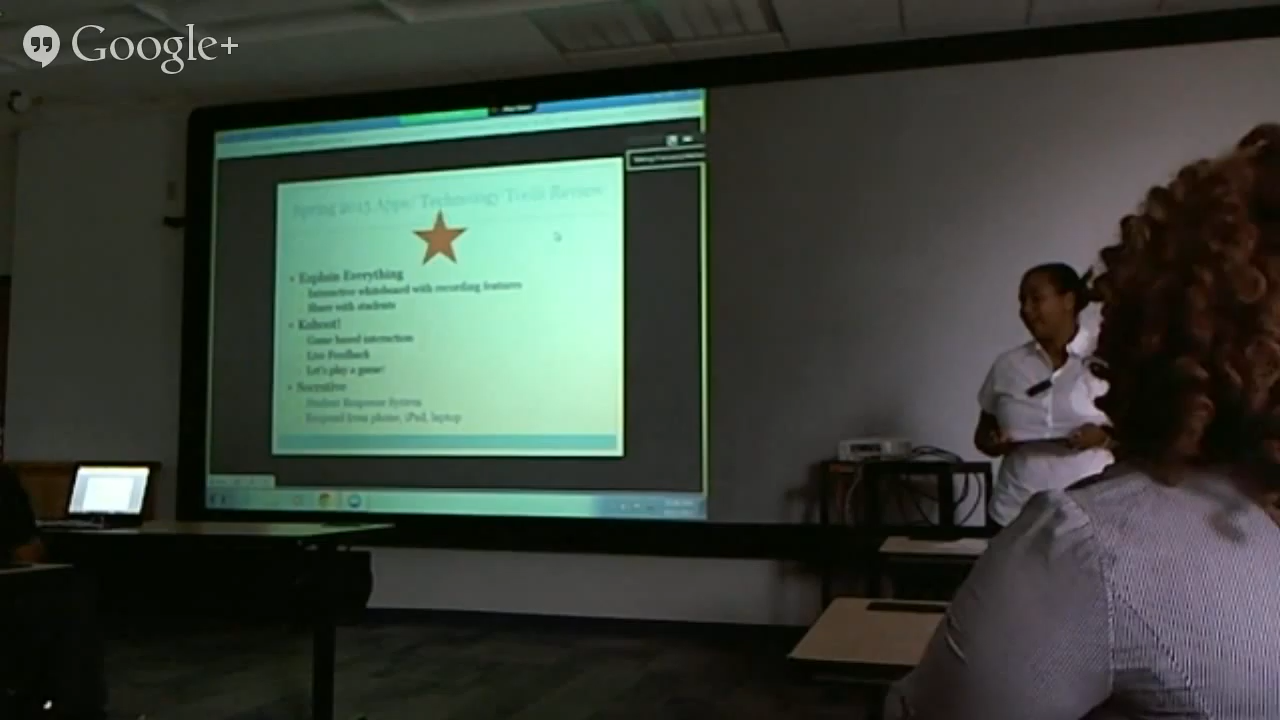 Google+
Spring 2015 Apps/ Technology Tools Review
• Explain Everything
Interactive whiteboard with recording features
Share with students
• Kahoot!
Game based interaction
Live Feedback
Let's play a game!
• Socrative
Student Response System
Respond from phone, iPad, laptop